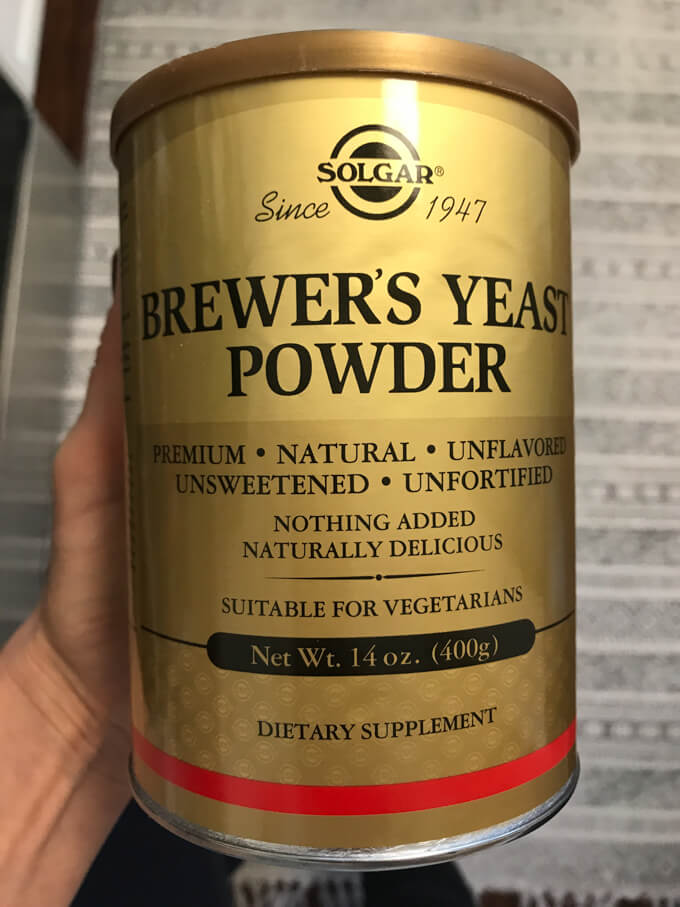 SOLGAR®
Since 1947
BREWER'S YEAST
POWDER
PREMIUM • NATURAL • UNFLAVORED
UNSWEETENED • UNFORTIFIED
NOTHING ADDED
NATURALLY DELICIOUS
SUITABLE FOR VEGETARIANS
Net Wt. 14 oz. (400g)
DIETARY SUPPLEMENT